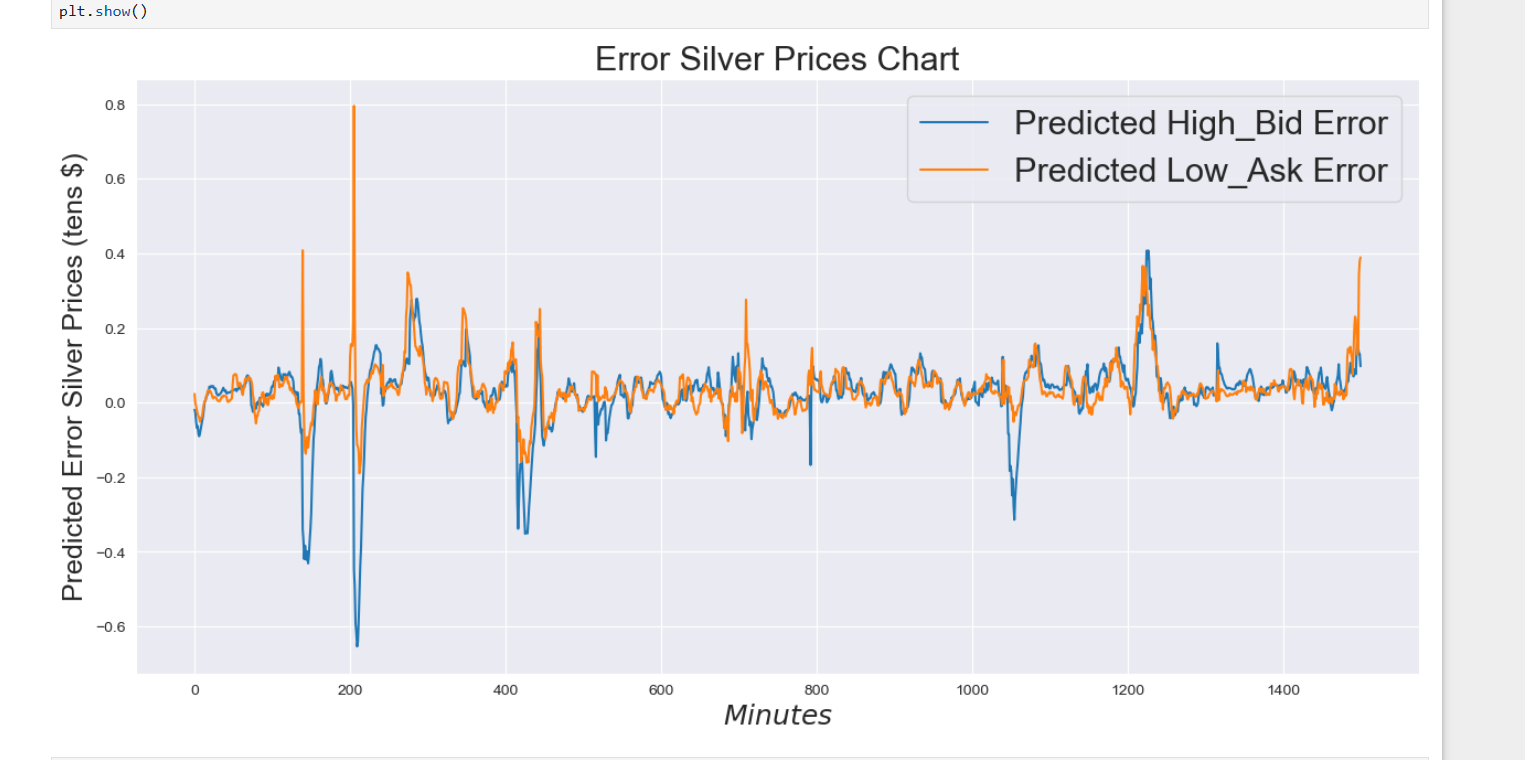 plt.show()
Error Silver Prices Chart
Predicted High_Bid Error
Predicted Low_Ask Error
Predicted Error Silver Prices (tens $)
0.8
0.6
0.4
0.2
0.0
−0.2
−0.4
−0.6
0 200 400 600 800 1000 1200 1400
Minutes